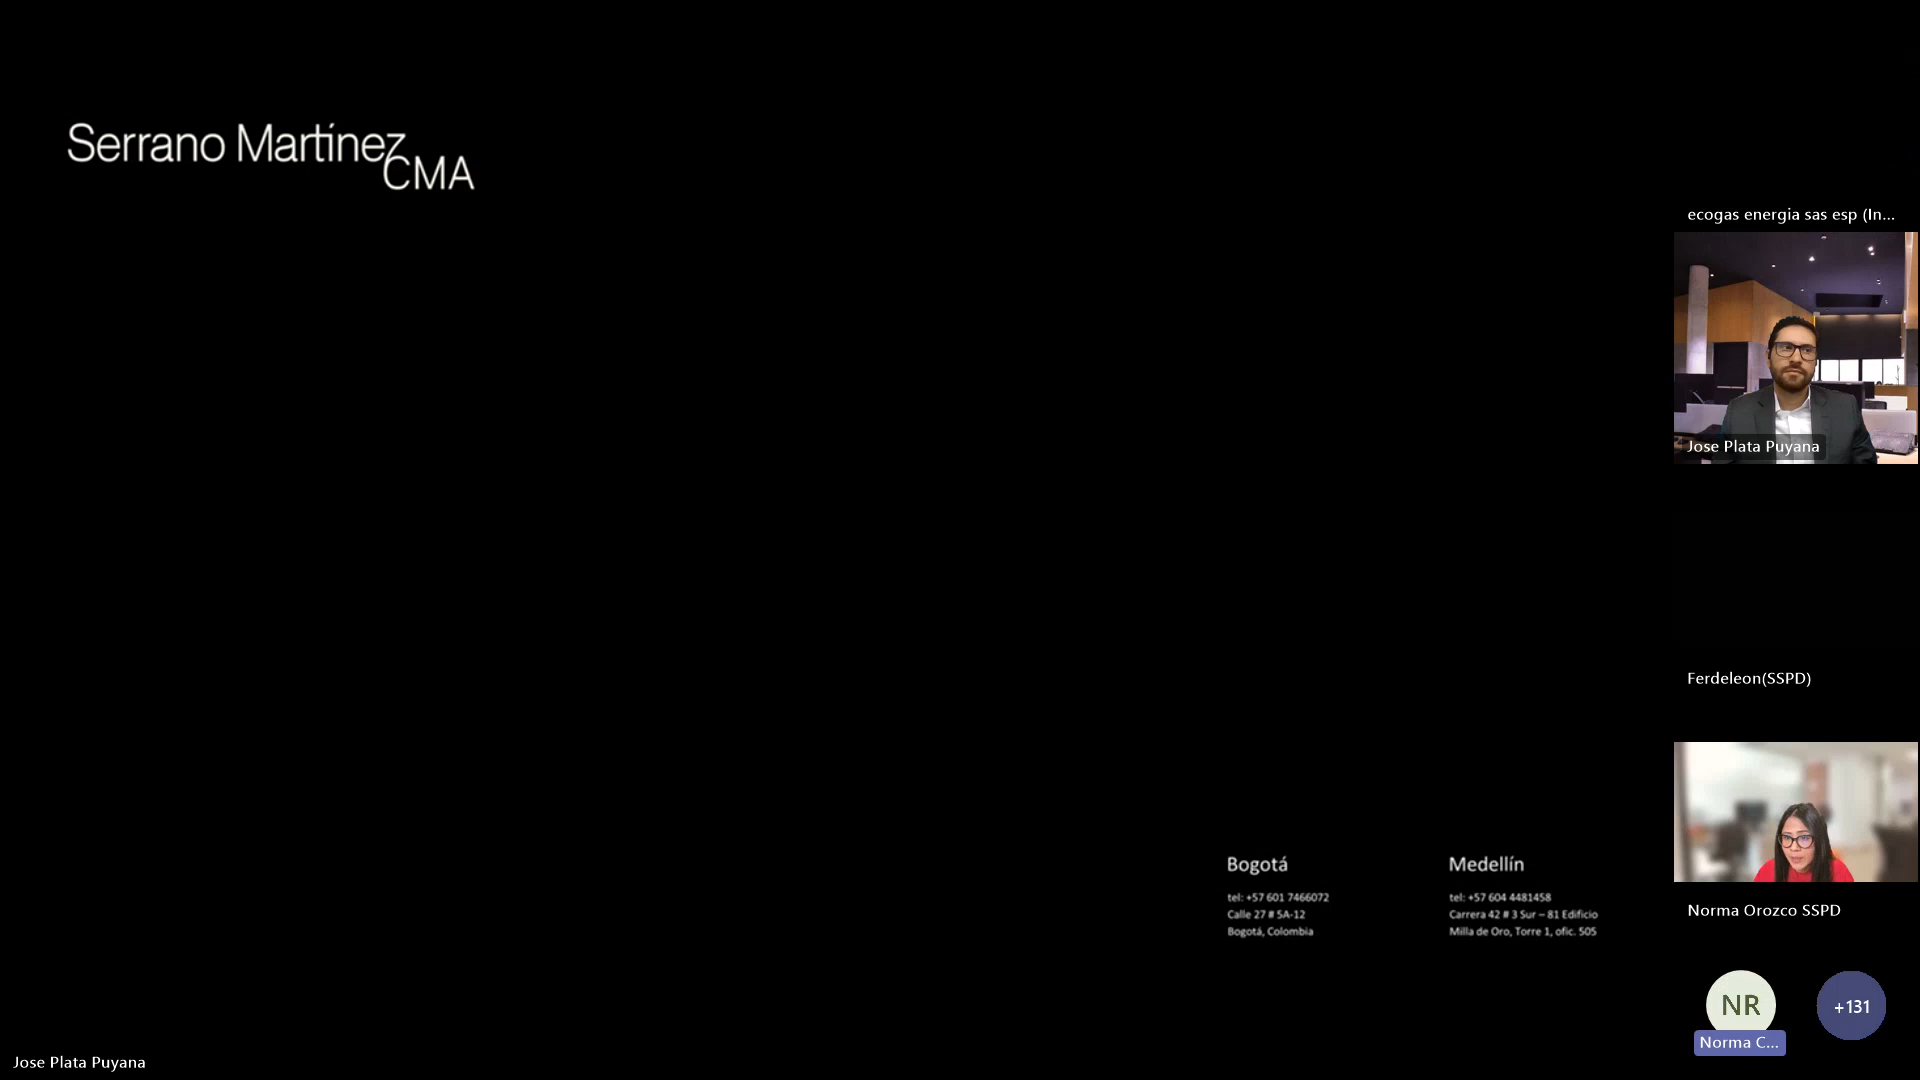 Serrano Martínez
CMA
ecogas energia sas esp (In...
Jose Plata Puyana
Ferdeleon(SSPD)
Norma Orozco SSPD
Bogotá
tel: +57 601 7466072
Calle 27 # 5A-12
Bogotá, Colombia
Medellín
tel: +57 604 4481458
Carrera 42 # 3 Sur – 81 Edificio
Milla de Oro, Torre 1, ofic. 505
NR
Norma C...
+131
Jose Plata Puyana